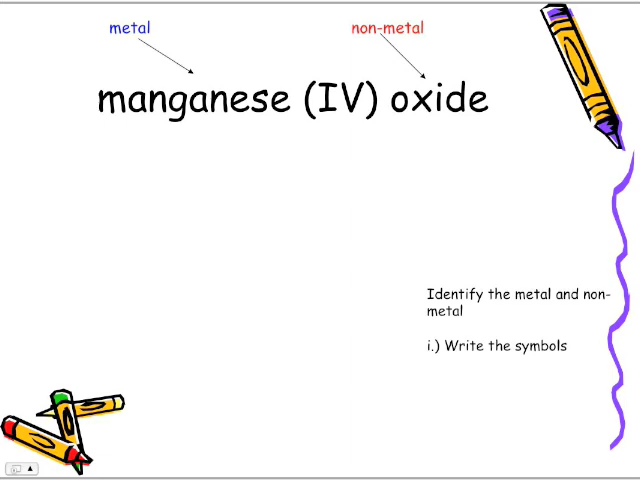 metal non-metal
manganese (IV) oxide
Identify the metal and non-
metal
i.) Write the symbols